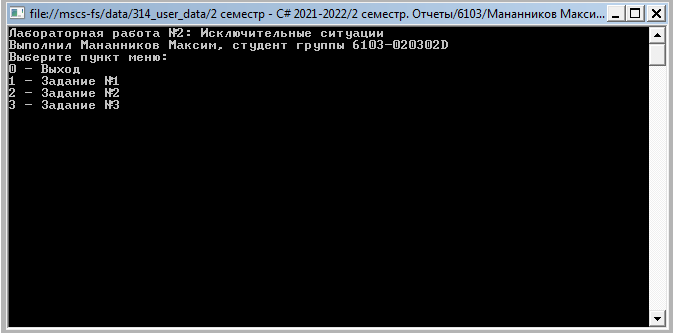 file://mscs-fs/data/314_user_data/2 семестр - C# 2021-2022/2 семестр. Отчеты/6103/Мананников Макси...
Лабораторная работа №2: Исключительные ситуации
Выполнил Мананников Максим, студент группы 6103-020302D
Выберите пункт меню:
0 - Выход
1 - Задание №1
2 - Задание №2
3 - Задание №3